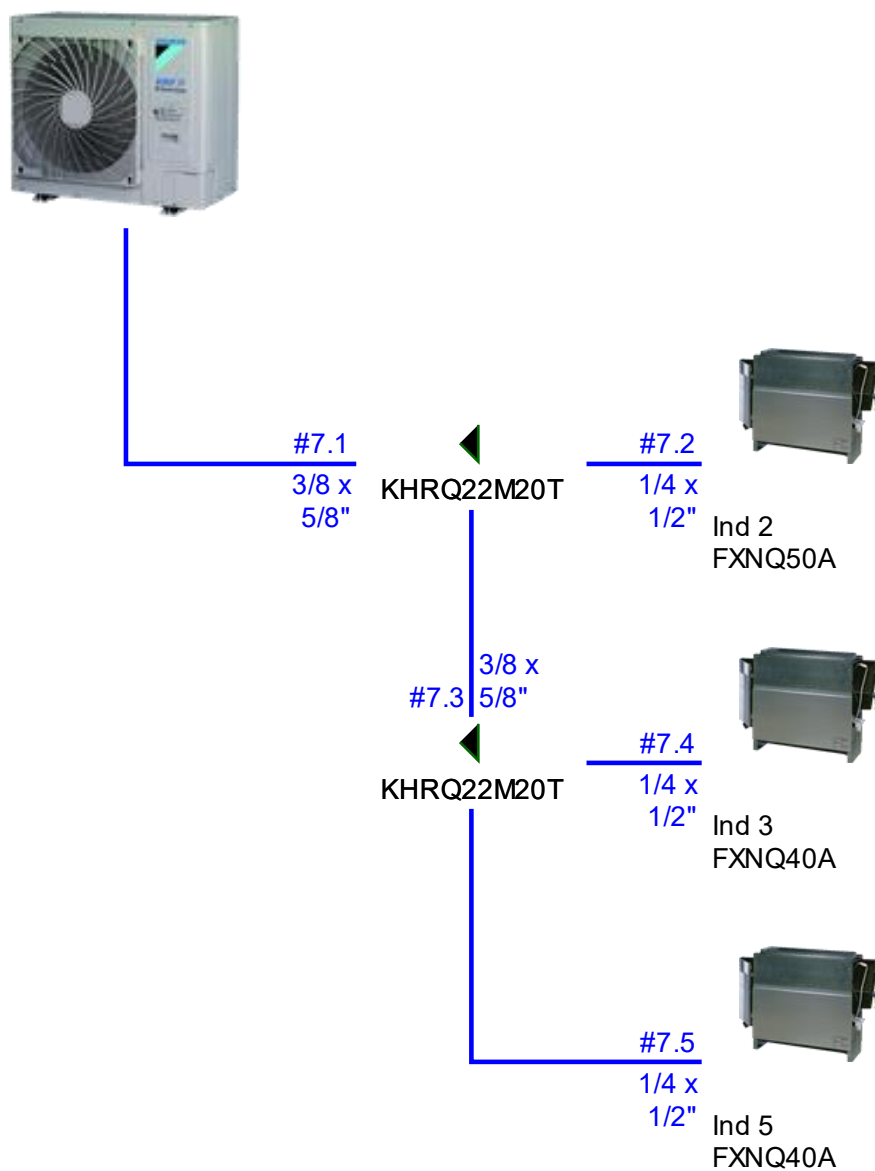 #7.1
3/8 x
5/8"
KHRQ22M20T
#7.2
1/4 x
1/2"
Ind 2
FXNQ50A
#7.3
3/8 x
5/8"
KHRQ22M20T
#7.4
1/4 x
1/2"
Ind 3
FXNQ40A
#7.5
1/4 x
1/2"
Ind 5
FXNQ40A